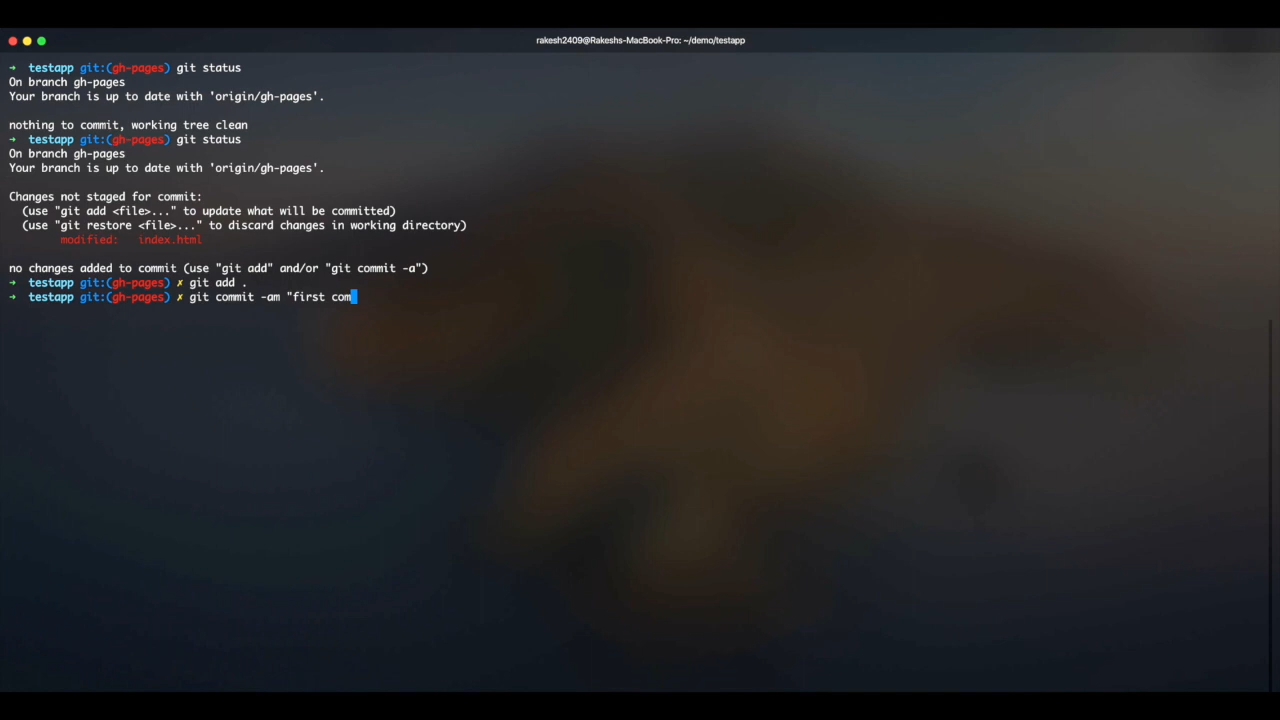 rakesh2409@Rakeshs-MacBook-Pro: ~/demo/testapp
➜ testapp git:(gh-pages) git status
On branch gh-pages
Your branch is up to date with 'origin/gh-pages'.
nothing to commit, working tree clean
➜ testapp git:(gh-pages) git status
On branch gh-pages
Your branch is up to date with 'origin/gh-pages'.
Changes not staged for commit:
(use "git add <file>..." to update what will be committed)
(use "git restore <file>..." to discard changes in working directory)
modified: index.html
no changes added to commit (use "git add" and/or "git commit -a")
➜ testapp git:(gh-pages) ✗ git add .
➜ testapp git:(gh-pages) ✗ git commit -am "first com